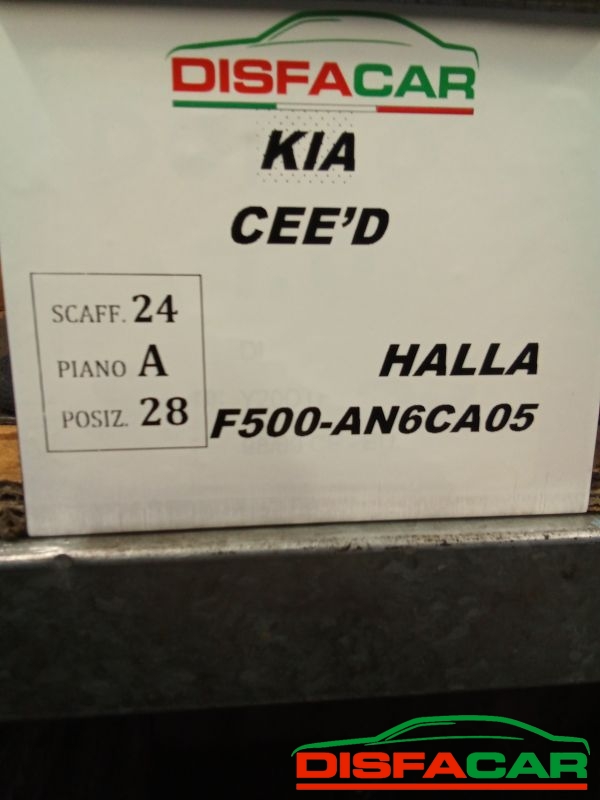 DISFACAR
KIA
CEE'D
SCAFF. 24
PIANO A
POSIZ. 28
HALLA
F500-AN6CA05
DISFACAR